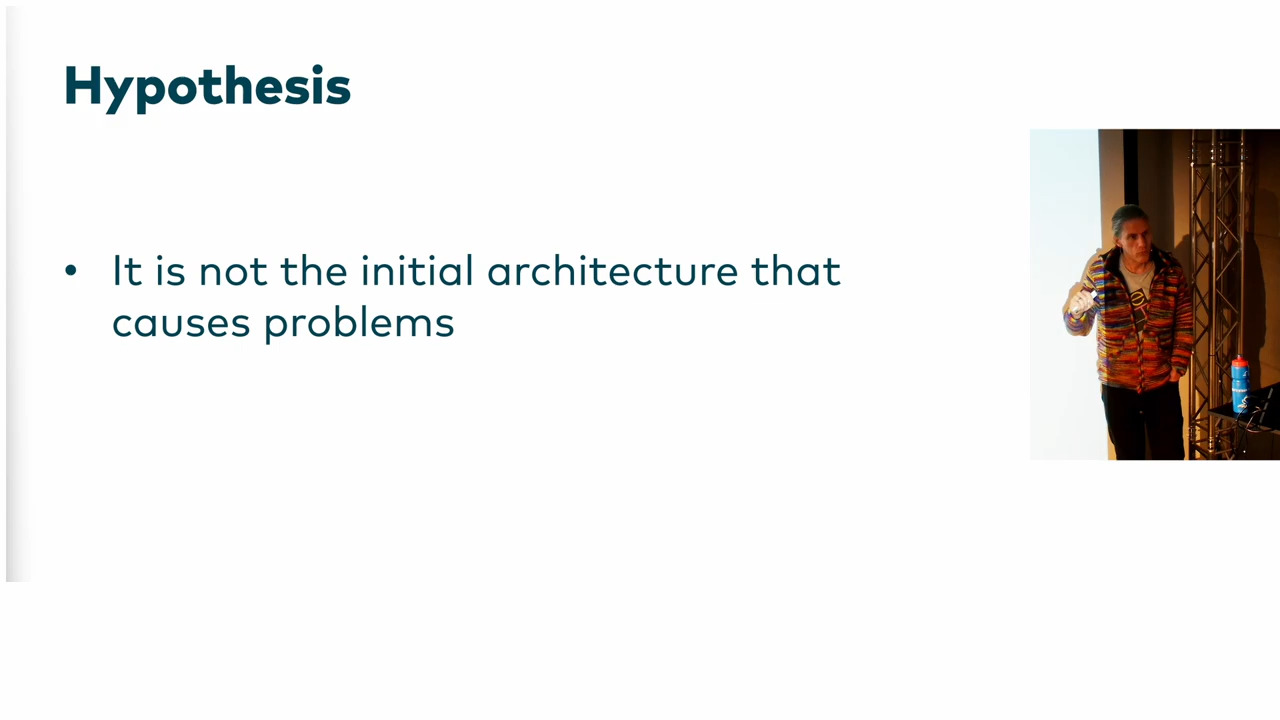 Hypothesis
• It is not the initial architecture that
causes problems